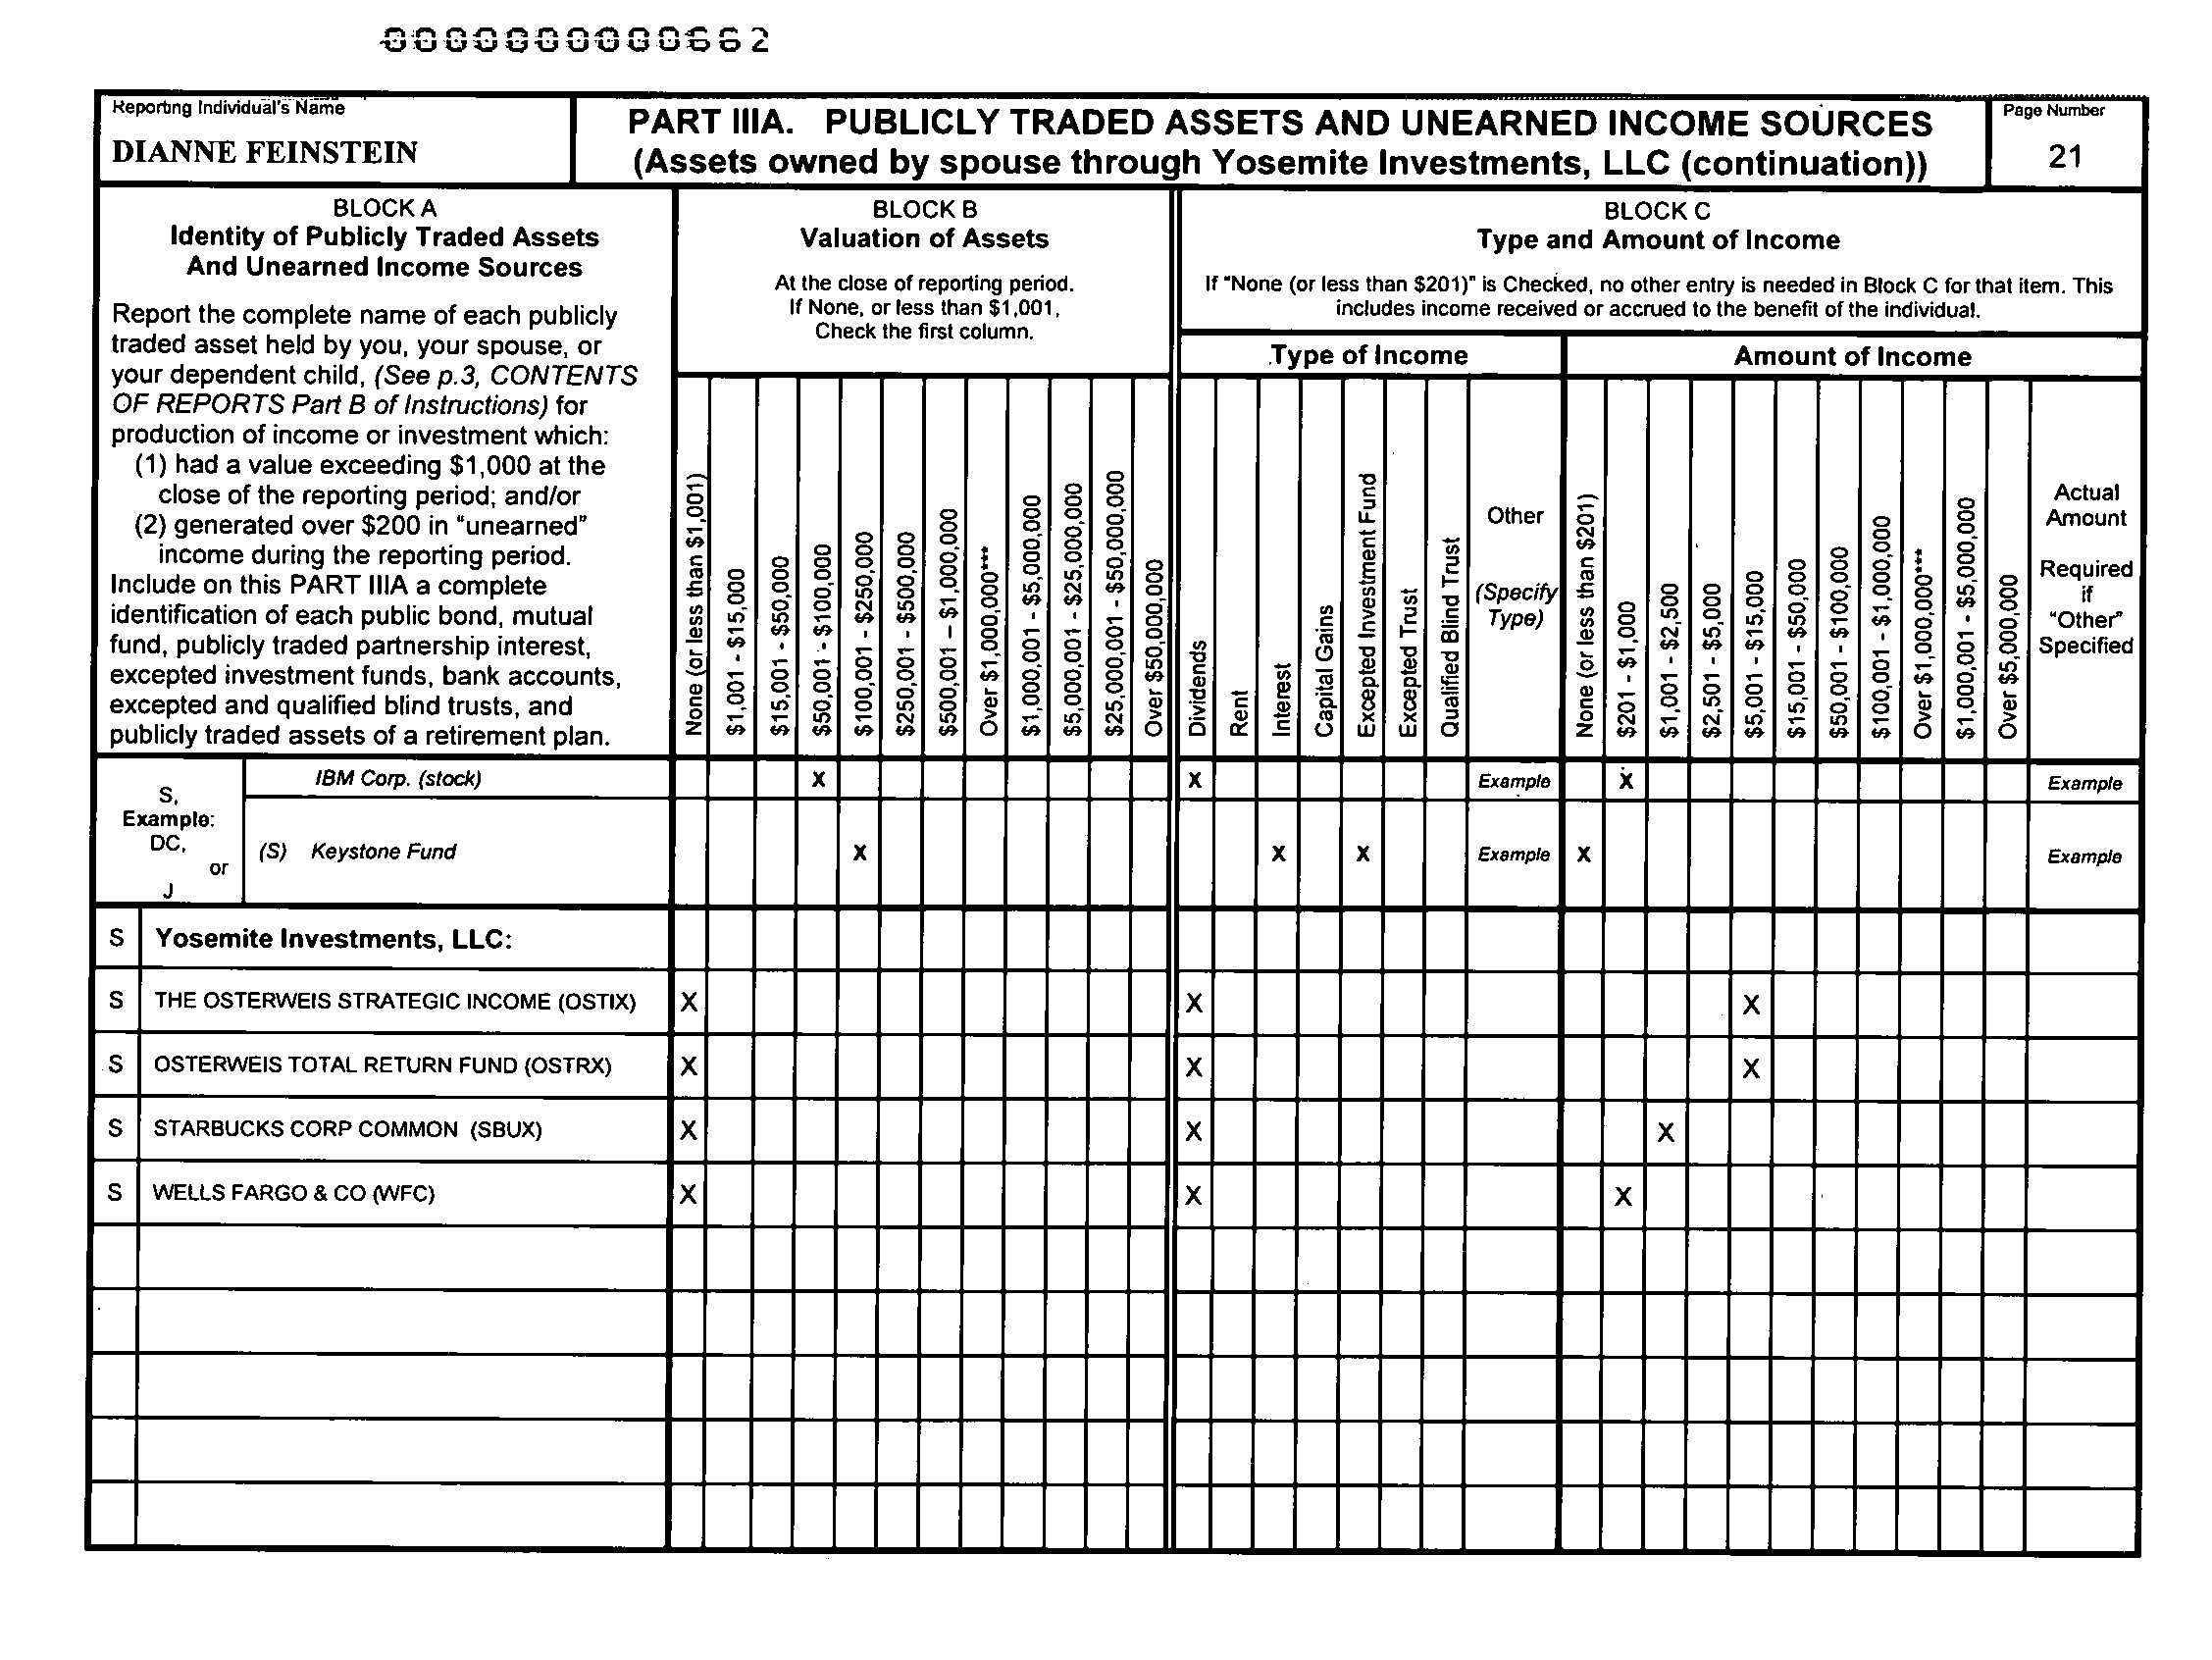 000000000662
Reporting Individual's Name
DIANNE FEINSTEIN
PART IIIA. PUBLICLY TRADED ASSETS AND UNEARNED INCOME SOURCES
(Assets owned by spouse through Yosemite Investments, LLC (continuation))
Page Number
21
BLOCK A
Identity of Publicly Traded Assets
And Unearned Income Sources
Report the complete name of each publicly
traded asset held by you, your spouse, or
your dependent child, (See p.3, CONTENTS
OF REPORTS Part B of Instructions) for
production of income or investment which:
(1) had a value exceeding $1,000 at the
close of the reporting period; and/or
(2) generated over $200 in "unearned"
income during the reporting period.
Include on this PART IIIA a complete
identification of each public bond, mutual
fund, publicly traded partnership interest,
excepted investment funds, bank accounts,
excepted and qualified blind trusts, and
publicly traded assets of a retirement plan.
BLOCK B
Valuation of Assets
At the close of reporting period.
If None, or less than $1,001,
Check the first column.
None (or less than $1,001)
$1,001 - $15,000
$15,001 - $50,000
$50,001 - $100,000
$100,001 - $250,000
$250,001 - $500,000
$500,001 – $1,000,000
Over $1,000,000***
$1,000,001 - $5,000,000
$5,000,001 - $25,000,000
$25,000,001 - $50,000,000
Over $50,000,000
BLOCK C
Type and Amount of Income
If "None (or less than $201)" is Checked, no other entry is needed in Block C for that item. This
includes income received or accrued to the benefit of the individual.
Type of Income
Amount of Income
Dividends
Rent
Interest
Capital Gains
Excepted Investment Fund
Excepted Trust
Qualified Blind Trust
Other
(Specify
Type)
None (or less than $201)
$201 - $1,000
$1,001 - $2,500
$2,501 - $5,000
$5,001 - $15,000
$15,001 - $50,000
$50,001 - $100,000
$100,001 - $1,000,000
Over $1,000,000***
$1,000,001 - $5,000,000
Over $5,000,000
Actual
Amount
Required
if
"Other"
Specified
S,
Example:
DC,
or
J
IBM Corp. (stock) X X Example X Example
(S) Keystone Fund X X X Example X Example
S Yosemite Investments, LLC:
S THE OSTERWEIS STRATEGIC INCOME (OSTIX) X X X
S OSTERWEIS TOTAL RETURN FUND (OSTRX) X X X
S STARBUCKS CORP COMMON (SBUX) X X X
S WELLS FARGO & CO (WFC) X X X